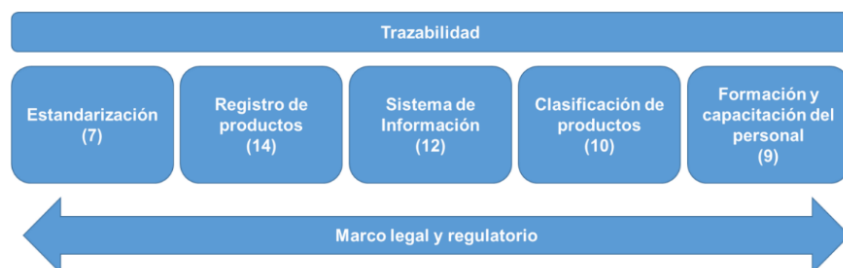 Trazabilidad
Estandarización
(7)
Registro de
productos
(14)
Sistema de
Información
(12)
Clasificación de
productos
(10)
Formación y
capacitación del
personal
(9)
Marco legal y regulatorio